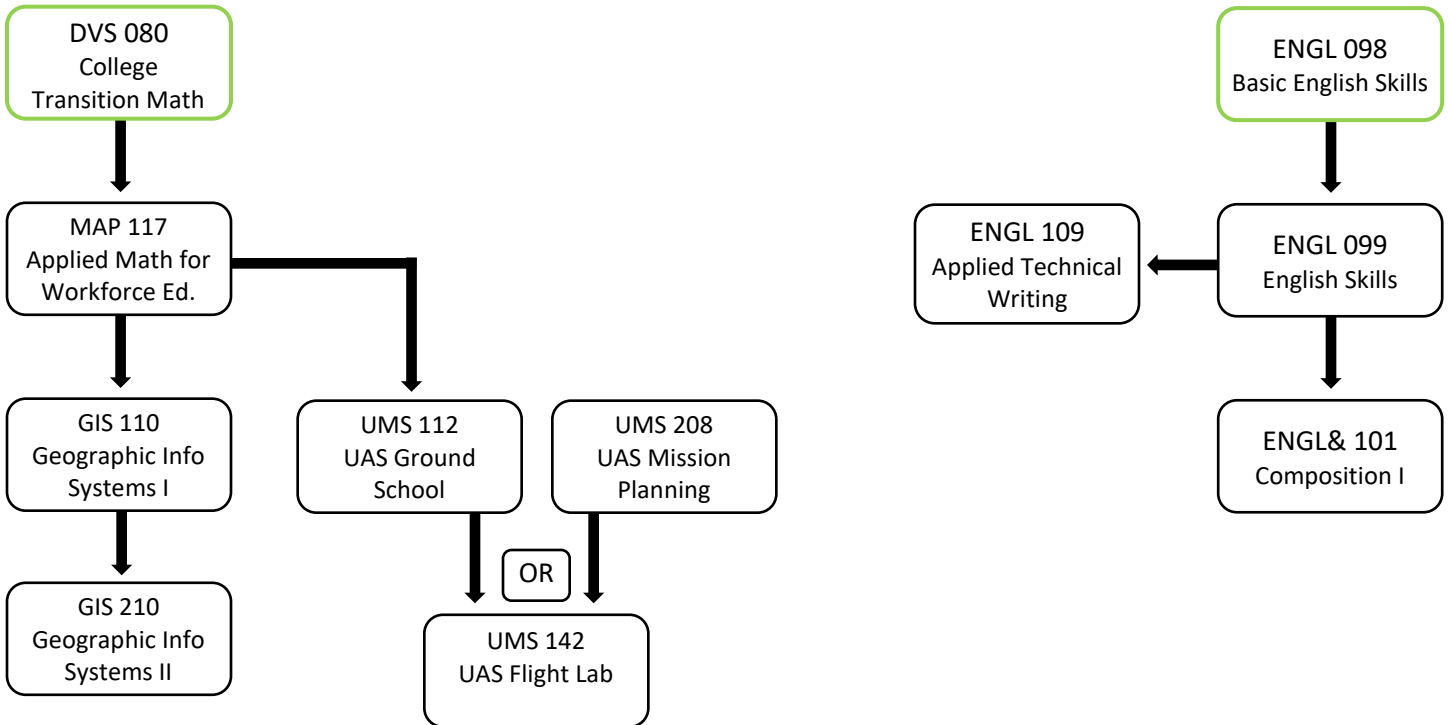 DVS 080
College
Transition Math
ENGL 098
Basic English Skills
MAP 117
Applied Math for
Workforce Ed.
ENGL 109
Applied Technical
Writing
ENGL 099
English Skills
GIS 110
Geographic Info
Systems I
UMS 112
UAS Ground
School
UMS 208
UAS Mission
Planning
ENGL& 101
Composition I
OR
GIS 210
Geographic Info
Systems II
UMS 142
UAS Flight Lab